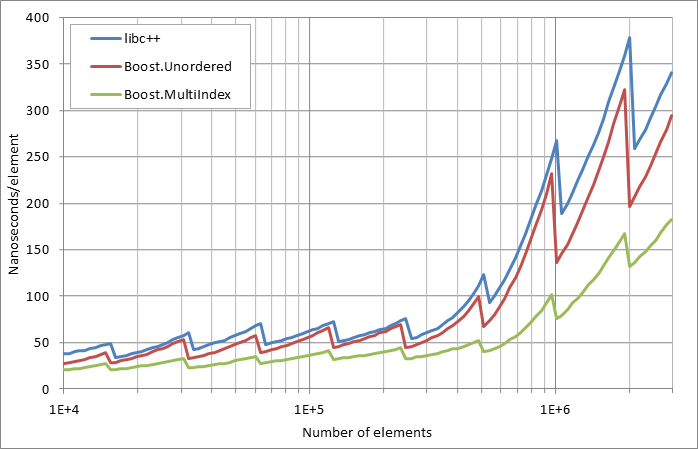 400
350
300
250
200
150
100
50
0
Nanoseconds/element
libc++
Boost.Unordered
Boost.MultiIndex
1E+4
1E+5
1E+6
Number of elements